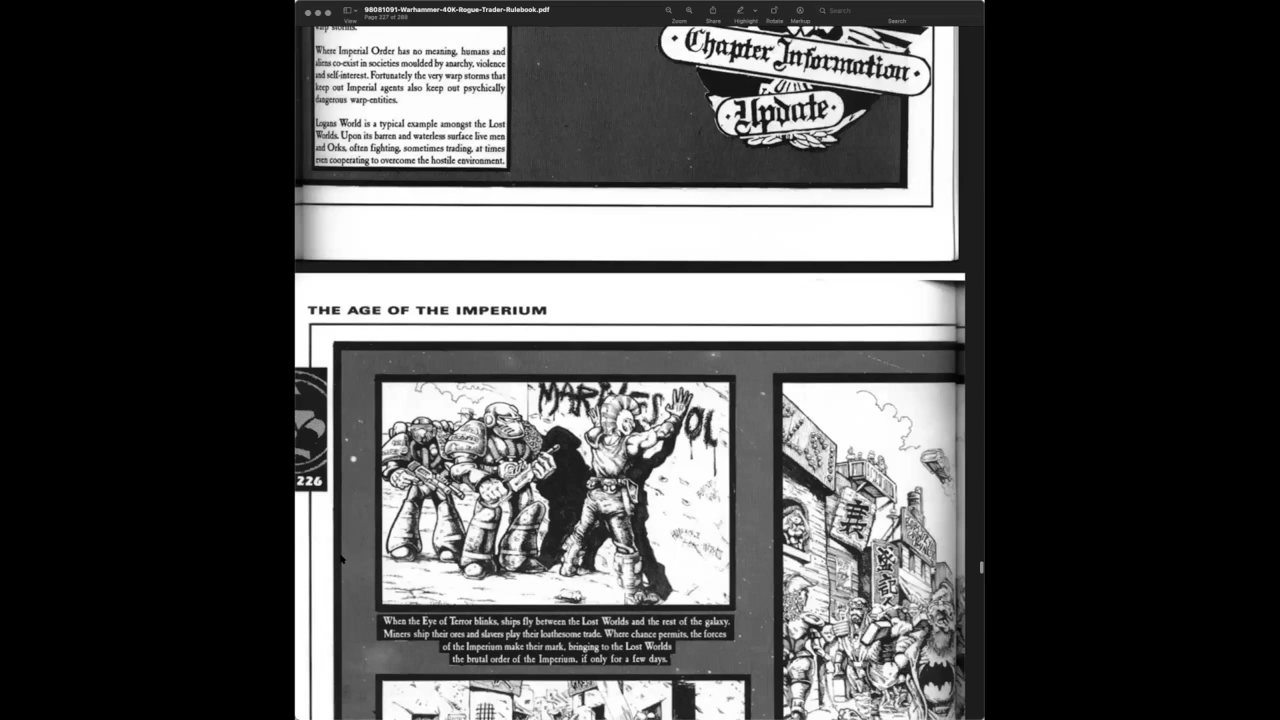 98081091-Warhammer-40K-Rogue-Trader-Rulebook.pdf
Page 227 of 288
View
Zoom
Share
Highlight
Rotate
Markup
Search
Search
warp storms.
Where Imperial Order has no meaning, humans and
aliens co-exist in societies moulded by anarchy, violence
and self-interest. Fortunately the very warp storms that
keep out Imperial agents also keep out psychically
dangerous warp-entities.
Logans World is a typical example amongst the Lost
Worlds. Upon its barren and waterless surface live men
and Orks, often fighting, sometimes trading, at times
even cooperating to overcome the hostile environment.
· Chapter Information ·
· Update ·
THE AGE OF THE IMPERIUM
226
When the Eye of Terror blinks, ships fly between the Lost Worlds and the rest of the galaxy.
Miners ship their ores and slavers play their loathesome trade. Where chance permits, the forces
of the Imperium make their mark, bringing to the Lost Worlds
the brutal order of the Imperium, if only for a few days.